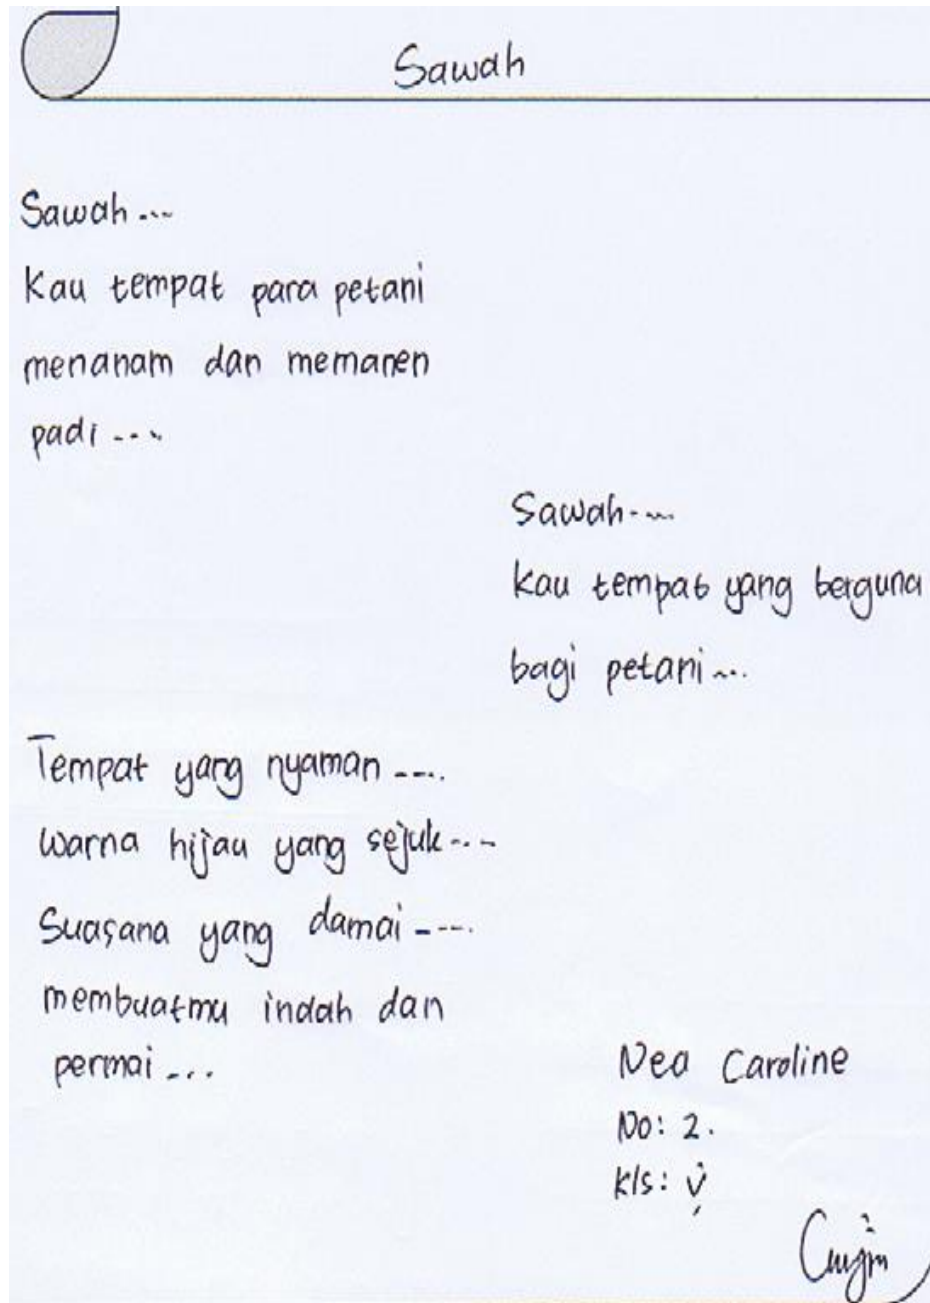 Sawah
Sawah ...
Kau tempat para petani
menanam dan memanen
padi ....
Sawah....
Kau tempat yang berguna
bagi petani ...
Tempat yang nyaman ....
warna hijau yang sejuk ...
Suasana yang damai ....
membuatmu indah dan
permai ...
Nea Caroline
No: 2.
kls: V